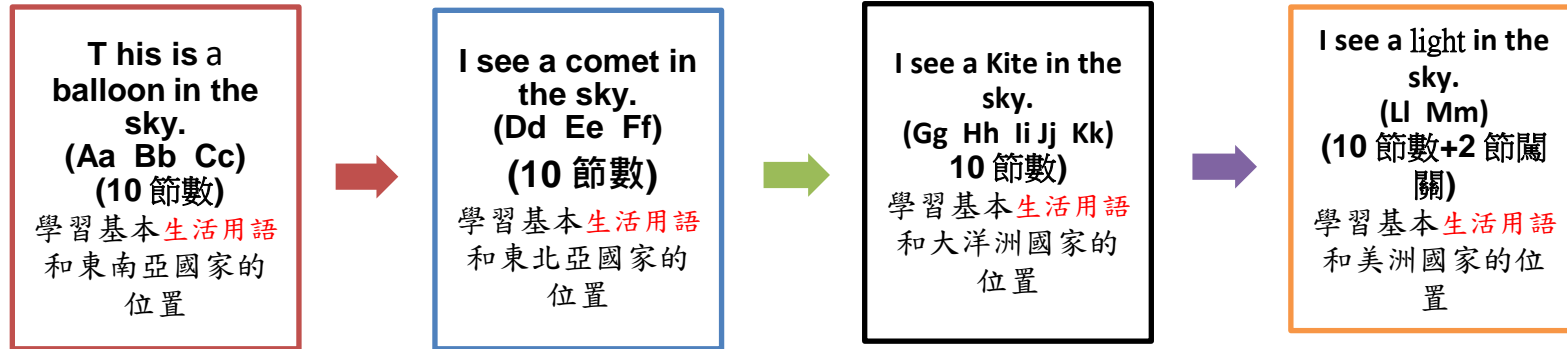 T his is a
balloon in the
sky.
(Aa  Bb  Cc)
(10 節數)
學習基本生活用語
和東南亞國家的
位置
I see a comet in
the sky.
(Dd  Ee  Ff)
(10 節數)
學習基本生活用語
和東北亞國家的
位置
I see a Kite in the
sky.
(Gg  Hh  Ii Jj  Kk)
10 節數)
學習基本生活用語
和大洋洲國家的
位置
I see a light in the
sky.
(Ll  Mm)
(10 節數+2 節闖
關)
學習基本生活用語
和美洲國家的位
置